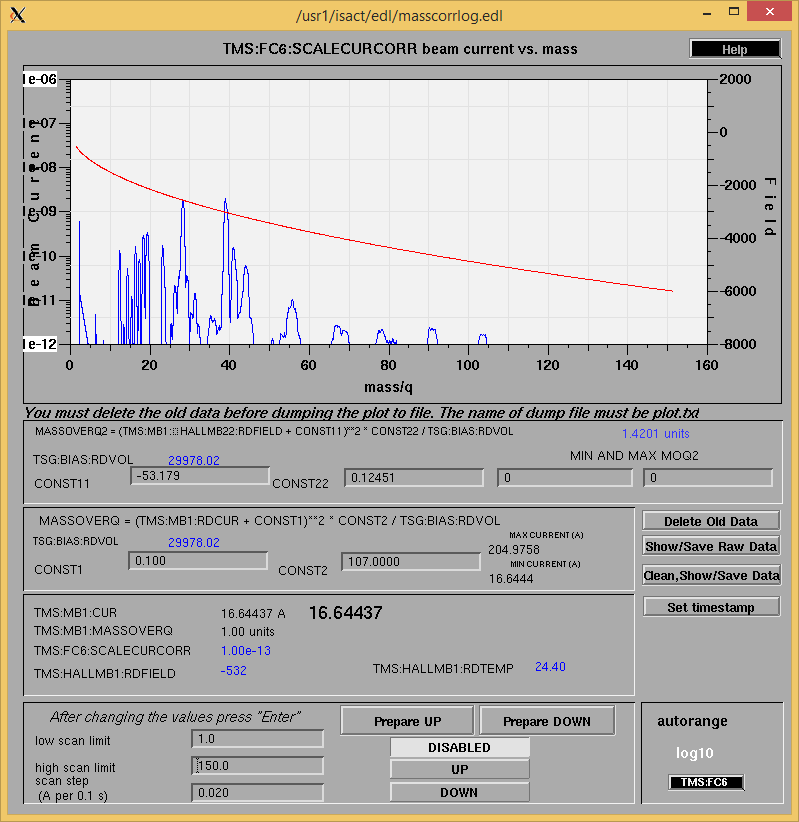 /usr1/isact/edl/masscorrlog.edl
TMS:FC6:SCALECURCORR beam current vs. mass
Help
1e-06
1e-07
1e-08
1e-09
1e-10
1e-11
1e-12
Beam Current
2000
0
-2000
-4000
-6000
-8000
Field
0 20 40 60 80 100 120 140 160
mass/q
You must delete the old data before dumping the plot to file. The name of dump file must be plot.txt
MASSOVERQ2 = (TMS:MB1:□HALLMB22:RDFIELD + CONST11)**2 * CONST22 / TSG:BIAS:RDVOL
1.4201 units
TSG:BIAS:RDVOL 29978.02
MIN AND MAX MOQ2
CONST11 -53.179 CONST22 0.12451 0 0
MASSOVERQ = (TMS:MB1:RDCUR + CONST1)**2 * CONST2 / TSG:BIAS:RDVOL
TSG:BIAS:RDVOL 29978.02
MAX CURRENT (A)
204.9758
CONST1 0.100 CONST2 107.0000
MIN CURRENT (A)
16.6444
Delete Old Data
Show/Save Raw Data
Clean,Show/Save Data
Set timestamp
TMS:MB1:CUR 16.64437 A 16.64437
TMS:MB1:MASSOVERQ 1.00 units
TMS:FC6:SCALECURCORR 1.00e-13
TMS:HALLMB1:RDFIELD -532
TMS:HALLMB1:RDTEMP 24.40
After changing the values press "Enter"
low scan limit 1.0
high scan limit 150.0
scan step
(A per 0.1 s) 0.020
Prepare UP
Prepare DOWN
DISABLED
UP
DOWN
autorange
log10
TMS:FC6